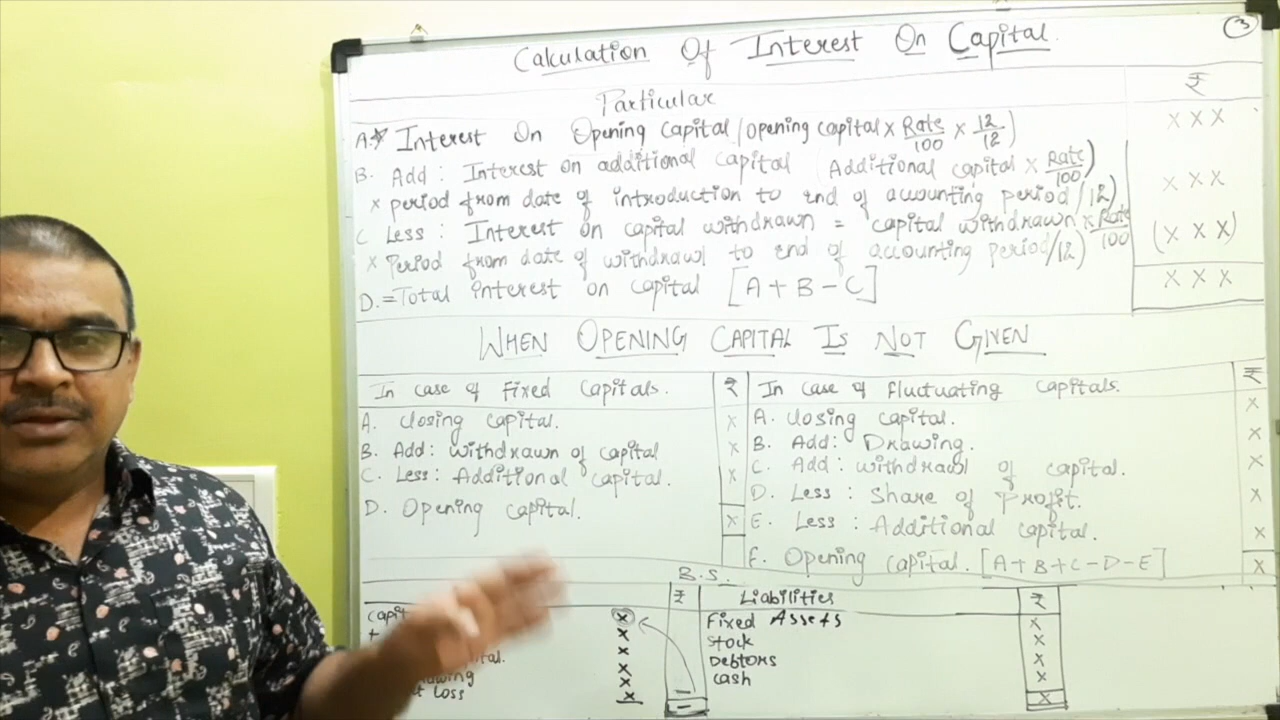 3
Calculation Of Interest On Capital
Particular ₹
A. Interest On Opening capital (opening capital × Rate/100 × 12/12) x x x
B. Add: Interest on additional capital (Additional capital × Rate/100)
× period from date of introduction to end of accounting period/12) x x x
C Less: Interest on capital withdrawn = capital withdrawn × Rate/100
× Period from date of withdrawl to end of accounting period/12) (x x x)
D. = Total interest on capital [A+B-C] x x x
WHEN OPENING CAPITAL IS NOT GIVEN
In case of fixed capitals. ₹
A. Closing capital. x
B. Add: withdrawn of capital x
C. Less: Additional capital. x
D. Opening capital. x
In case of fluctuating capitals. ₹
A. Closing capital. x
B. Add: Drawing. x
C. Add: withdrawl of capital. x
D. Less: Share of Profit. x
E. Less: Additional capital. x
F. Opening capital. [A+B+C-D-E] x
B.S.
₹ Liabilities ₹
x Fixed Assets x
x Stock x
x Debtors x
x cash x
x
Loss x x